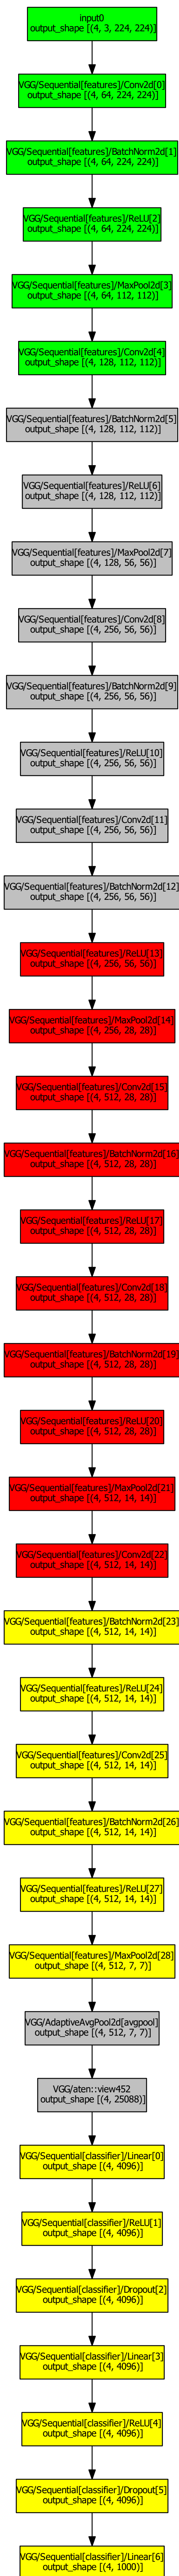 input0
output_shape [(4, 3, 224, 224)]
VGG/Sequential[features]/Conv2d[0]
output_shape [(4, 64, 224, 224)]
VGG/Sequential[features]/BatchNorm2d[1]
output_shape [(4, 64, 224, 224)]
VGG/Sequential[features]/ReLU[2]
output_shape [(4, 64, 224, 224)]
VGG/Sequential[features]/MaxPool2d[3]
output_shape [(4, 64, 112, 112)]
VGG/Sequential[features]/Conv2d[4]
output_shape [(4, 128, 112, 112)]
VGG/Sequential[features]/BatchNorm2d[5]
output_shape [(4, 128, 112, 112)]
VGG/Sequential[features]/ReLU[6]
output_shape [(4, 128, 112, 112)]
VGG/Sequential[features]/MaxPool2d[7]
output_shape [(4, 128, 56, 56)]
VGG/Sequential[features]/Conv2d[8]
output_shape [(4, 256, 56, 56)]
VGG/Sequential[features]/BatchNorm2d[9]
output_shape [(4, 256, 56, 56)]
VGG/Sequential[features]/ReLU[10]
output_shape [(4, 256, 56, 56)]
VGG/Sequential[features]/Conv2d[11]
output_shape [(4, 256, 56, 56)]
VGG/Sequential[features]/BatchNorm2d[12]
output_shape [(4, 256, 56, 56)]
VGG/Sequential[features]/ReLU[13]
output_shape [(4, 256, 56, 56)]
VGG/Sequential[features]/MaxPool2d[14]
output_shape [(4, 256, 28, 28)]
VGG/Sequential[features]/Conv2d[15]
output_shape [(4, 512, 28, 28)]
VGG/Sequential[features]/BatchNorm2d[16]
output_shape [(4, 512, 28, 28)]
VGG/Sequential[features]/ReLU[17]
output_shape [(4, 512, 28, 28)]
VGG/Sequential[features]/Conv2d[18]
output_shape [(4, 512, 28, 28)]
VGG/Sequential[features]/BatchNorm2d[19]
output_shape [(4, 512, 28, 28)]
VGG/Sequential[features]/ReLU[20]
output_shape [(4, 512, 28, 28)]
VGG/Sequential[features]/MaxPool2d[21]
output_shape [(4, 512, 14, 14)]
VGG/Sequential[features]/Conv2d[22]
output_shape [(4, 512, 14, 14)]
VGG/Sequential[features]/BatchNorm2d[23]
output_shape [(4, 512, 14, 14)]
VGG/Sequential[features]/ReLU[24]
output_shape [(4, 512, 14, 14)]
VGG/Sequential[features]/Conv2d[25]
output_shape [(4, 512, 14, 14)]
VGG/Sequential[features]/BatchNorm2d[26]
output_shape [(4, 512, 14, 14)]
VGG/Sequential[features]/ReLU[27]
output_shape [(4, 512, 14, 14)]
VGG/Sequential[features]/MaxPool2d[28]
output_shape [(4, 512, 7, 7)]
VGG/AdaptiveAvgPool2d[avgpool]
output_shape [(4, 512, 7, 7)]
VGG/aten::view452
output_shape [(4, 25088)]
VGG/Sequential[classifier]/Linear[0]
output_shape [(4, 4096)]
VGG/Sequential[classifier]/ReLU[1]
output_shape [(4, 4096)]
VGG/Sequential[classifier]/Dropout[2]
output_shape [(4, 4096)]
VGG/Sequential[classifier]/Linear[3]
output_shape [(4, 4096)]
VGG/Sequential[classifier]/ReLU[4]
output_shape [(4, 4096)]
VGG/Sequential[classifier]/Dropout[5]
output_shape [(4, 4096)]
VGG/Sequential[classifier]/Linear[6]
output_shape [(4, 1000)]